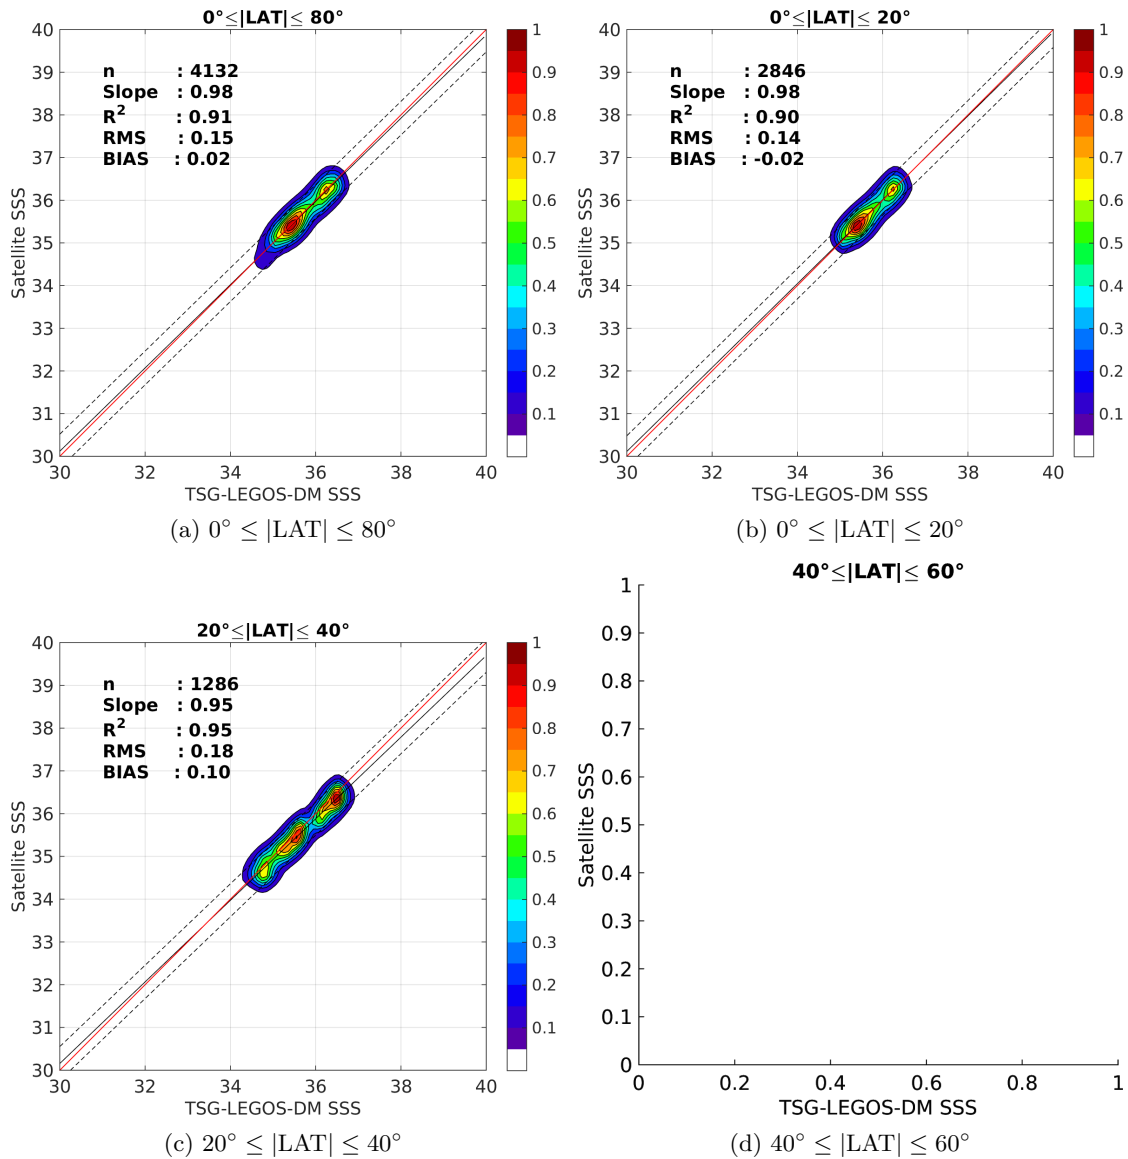 0°≤|LAT|≤ 80°
n : 4132
Slope : 0.98
R² : 0.91
RMS : 0.15
BIAS : 0.02
40
39
38
37
36
35
34
33
32
31
30
30 32 34 36 38 40
Satellite SSS
TSG-LEGOS-DM SSS
1
0.9
0.8
0.7
0.6
0.5
0.4
0.3
0.2
0.1
(a) 0° ≤ |LAT| ≤ 80°
0°≤|LAT|≤ 20°
n : 2846
Slope : 0.98
R² : 0.90
RMS : 0.14
BIAS : -0.02
40
39
38
37
36
35
34
33
32
31
30
30 32 34 36 38 40
Satellite SSS
TSG-LEGOS-DM SSS
1
0.9
0.8
0.7
0.6
0.5
0.4
0.3
0.2
0.1
(b) 0° ≤ |LAT| ≤ 20°
20°≤|LAT|≤ 40°
n : 1286
Slope : 0.95
R² : 0.95
RMS : 0.18
BIAS : 0.10
40
39
38
37
36
35
34
33
32
31
30
30 32 34 36 38 40
Satellite SSS
TSG-LEGOS-DM SSS
1
0.9
0.8
0.7
0.6
0.5
0.4
0.3
0.2
0.1
(c) 20° ≤ |LAT| ≤ 40°
40°≤|LAT|≤ 60°
1
0.9
0.8
0.7
0.6
0.5
0.4
0.3
0.2
0.1
0
0 0.2 0.4 0.6 0.8 1
Satellite SSS
TSG-LEGOS-DM SSS
(d) 40° ≤ |LAT| ≤ 60°